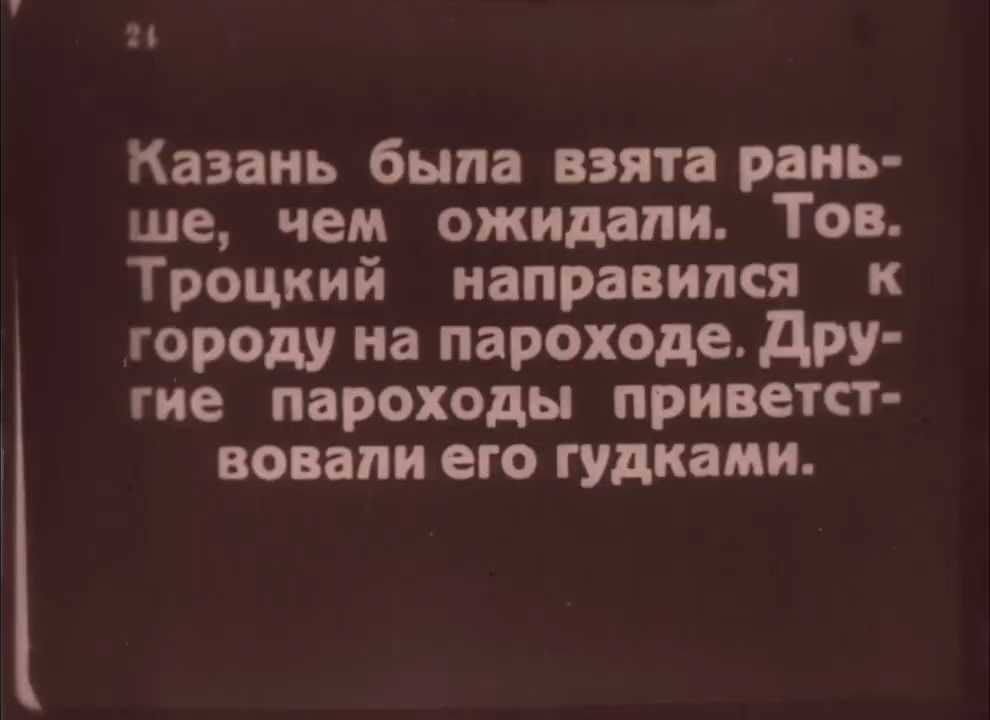 24
Казань была взята рань-
ше, чем ожидали. Тов.
Троцкий направился к
городу на пароходе. Дру-
гие пароходы приветст-
вовали его гудками.